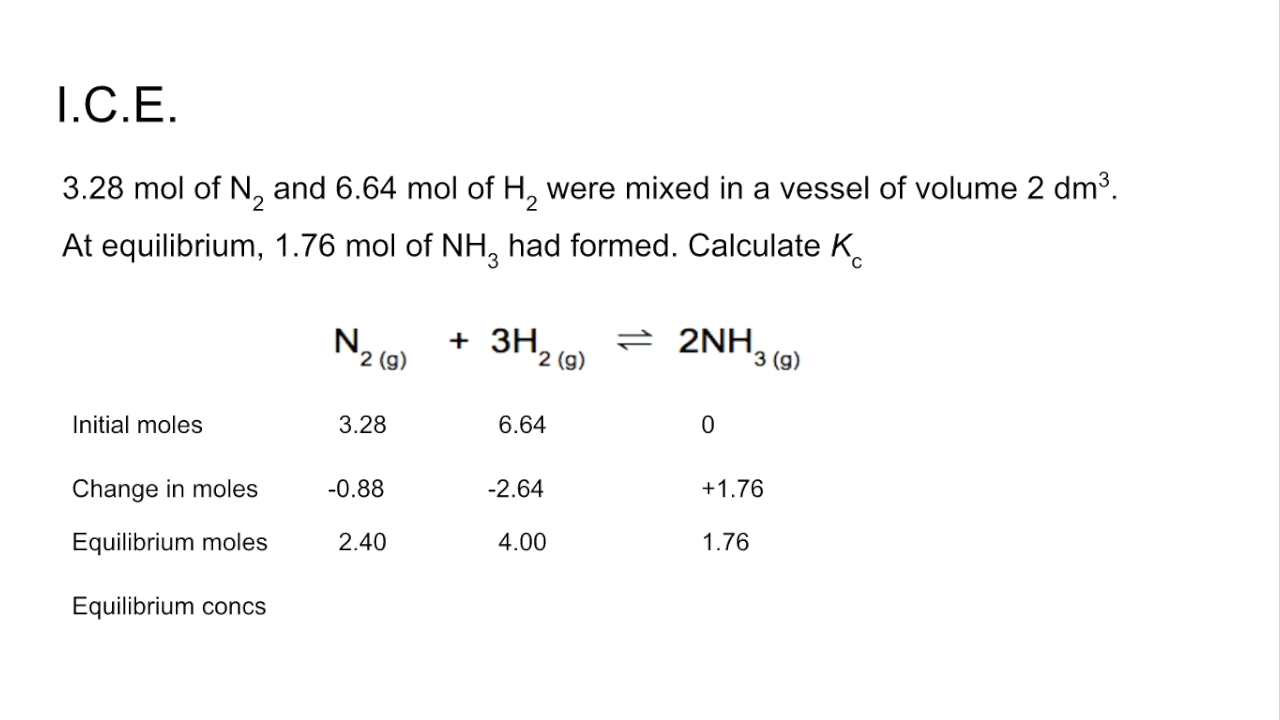 I.C.E.
3.28 mol of N₂ and 6.64 mol of H₂ were mixed in a vessel of volume 2 dm³.
At equilibrium, 1.76 mol of NH₃ had formed. Calculate K_c
N₂ (g) + 3H₂ (g) ⇌ 2NH₃ (g)
Initial moles 3.28 6.64 0
Change in moles -0.88 -2.64 +1.76
Equilibrium moles 2.40 4.00 1.76
Equilibrium concs